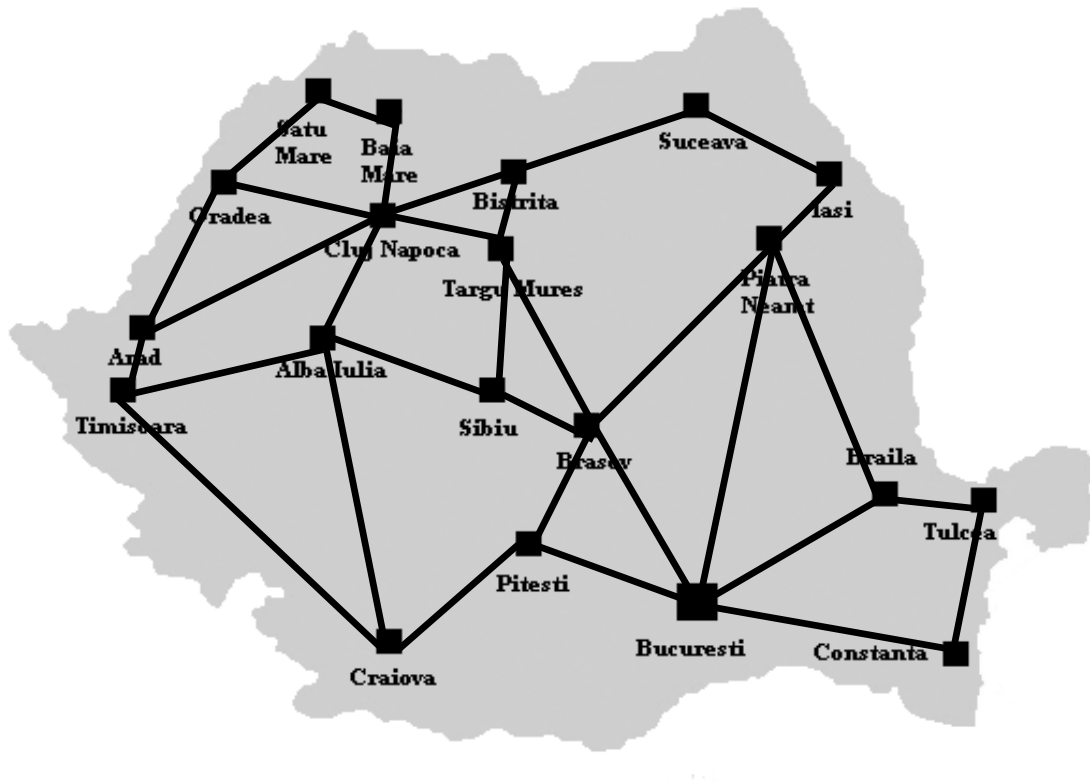 Satu
Mare
Baia
Mare
Suceava
Bistrita
Iasi
Oradea
Cluj Napoca
Targu Mures
Piatra
Neamt
Arad
Alba Iulia
Timisoara
Sibiu
Brasov
Braila
Tulcea
Pitesti
Bucuresti
Constanta
Craiova